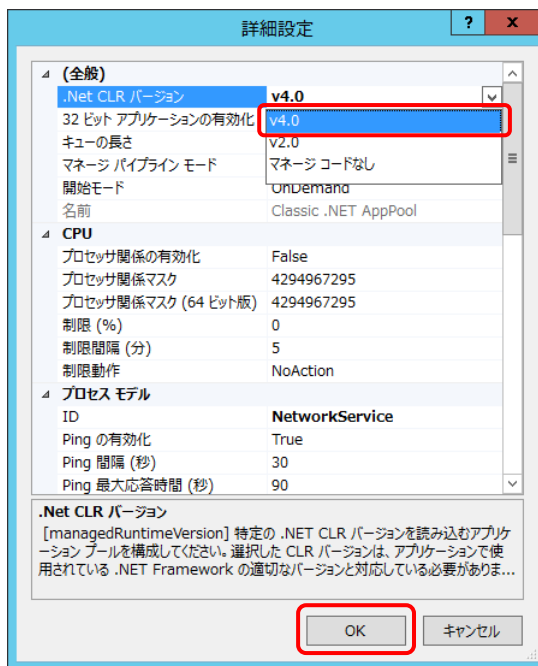 詳細設定
? x
(全般)
.Net CLR バージョン v4.0
32 ビット アプリケーションの有効化 v4.0
キューの長さ v2.0
マネージ パイプライン モード マネージ コードなし
開始モード OnDemand
名前 Classic .NET AppPool
CPU
プロセッサ関係の有効化 False
プロセッサ関係マスク 4294967295
プロセッサ関係マスク (64 ビット版) 4294967295
制限 (%) 0
制限間隔 (分) 5
制限動作 NoAction
プロセス モデル
ID NetworkService
Ping の有効化 True
Ping 間隔 (秒) 30
Ping 最大応答時間 (秒) 90
.Net CLR バージョン
[managedRuntimeVersion] 特定の .NET CLR バージョンを読み込むアプリケ
ーション プールを構成してください。選択した CLR バージョンは、アプリケーションで使
用されている .NET Framework の適切なバージョンと対応している必要がありま...
OK キャンセル